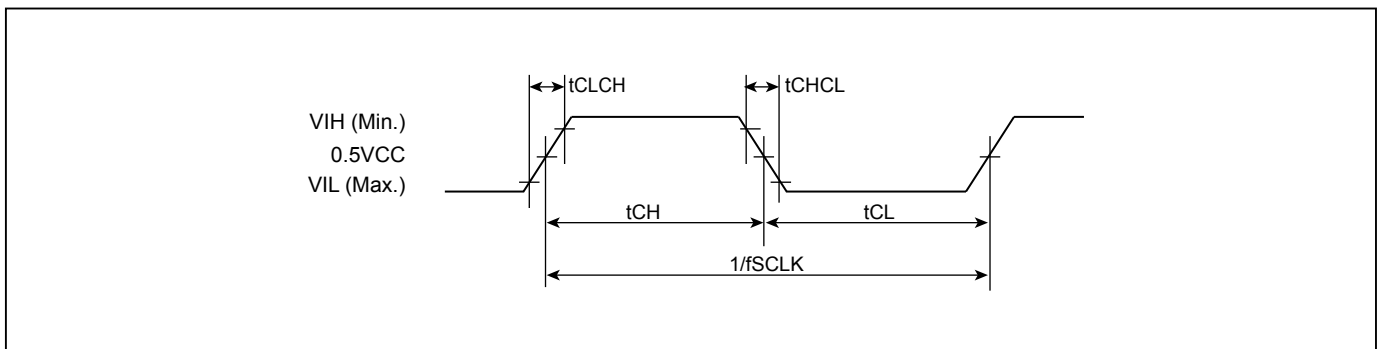 tCLCH
tCHCL
VIH (Min.)
0.5VCC
VIL (Max.)
tCH
tCL
1/fSCLK